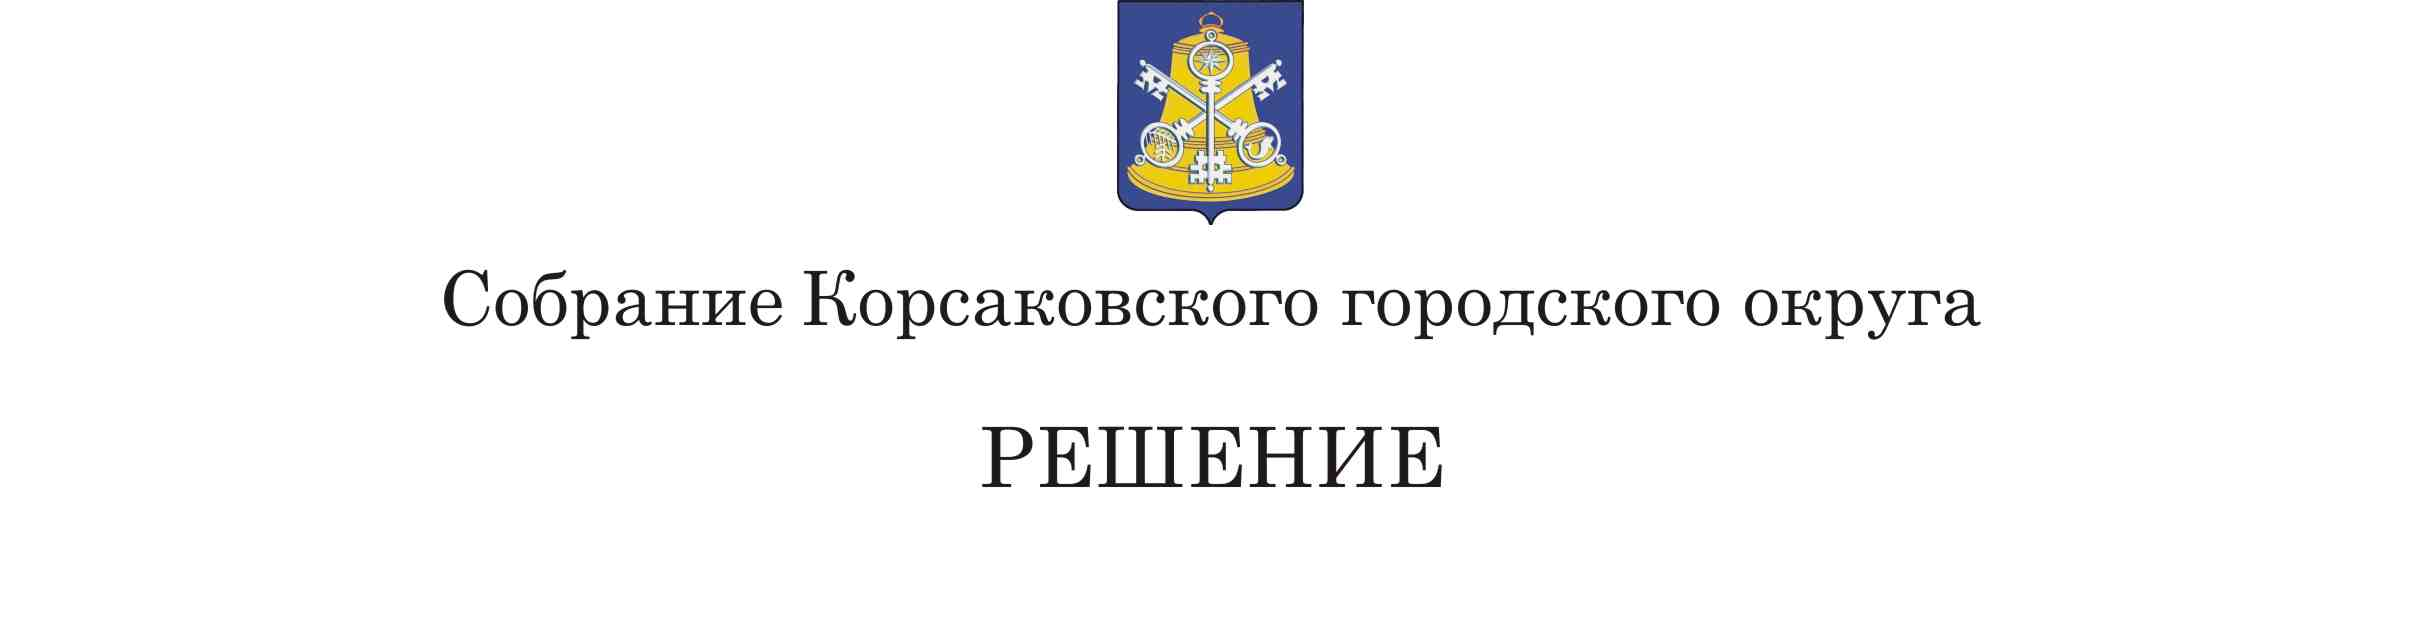 Собрание Корсаковского городского округа
РЕШЕНИЕ